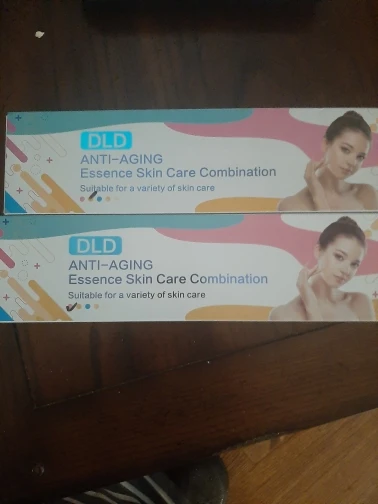 DLD
ANTI-AGING
Essence Skin Care Combination
Suitable for a variety of skin care
DLD
ANTI-AGING
Essence Skin Care Combination
Suitable for a variety of skin care